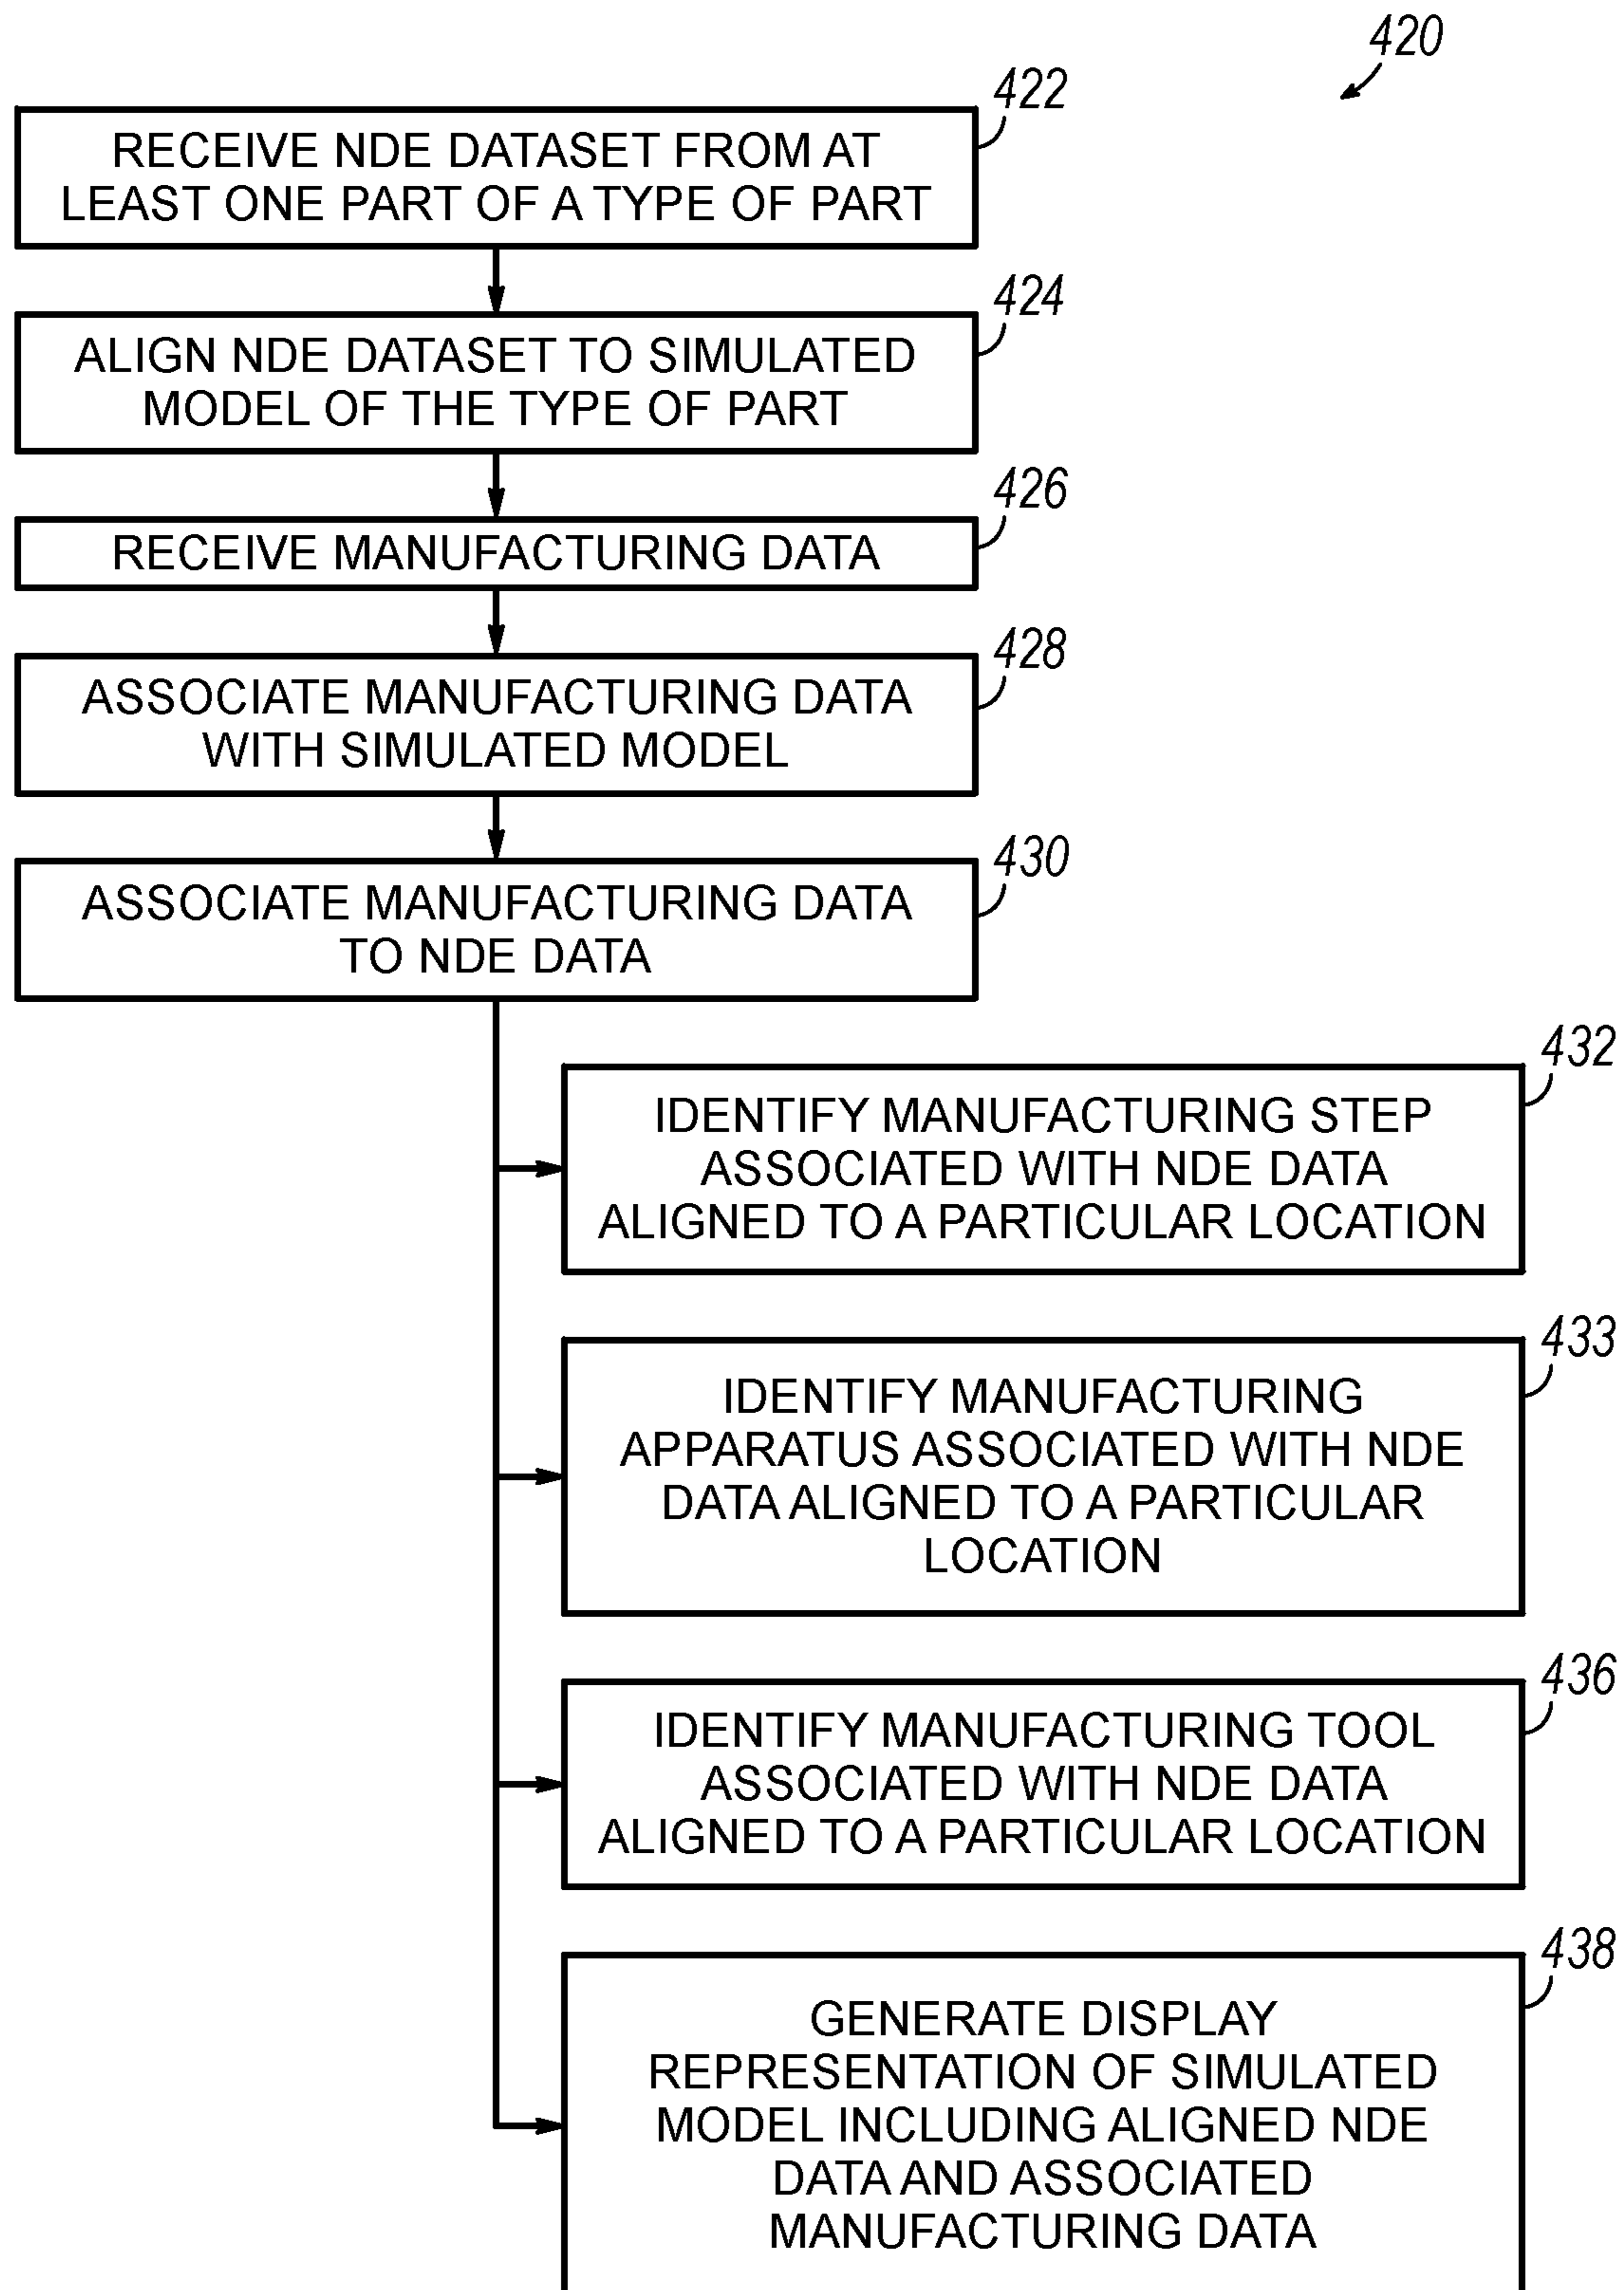 420
422
RECEIVE NDE DATASET FROM AT
LEAST ONE PART OF A TYPE OF PART
424
ALIGN NDE DATASET TO SIMULATED
MODEL OF THE TYPE OF PART
426
RECEIVE MANUFACTURING DATA
428
ASSOCIATE MANUFACTURING DATA
WITH SIMULATED MODEL
430
ASSOCIATE MANUFACTURING DATA
TO NDE DATA
432
IDENTIFY MANUFACTURING STEP
ASSOCIATED WITH NDE DATA
ALIGNED TO A PARTICULAR LOCATION
433
IDENTIFY MANUFACTURING
APPARATUS ASSOCIATED WITH NDE
DATA ALIGNED TO A PARTICULAR
LOCATION
436
IDENTIFY MANUFACTURING TOOL
ASSOCIATED WITH NDE DATA
ALIGNED TO A PARTICULAR LOCATION
438
GENERATE DISPLAY
REPRESENTATION OF SIMULATED
MODEL INCLUDING ALIGNED NDE
DATA AND ASSOCIATED
MANUFACTURING DATA